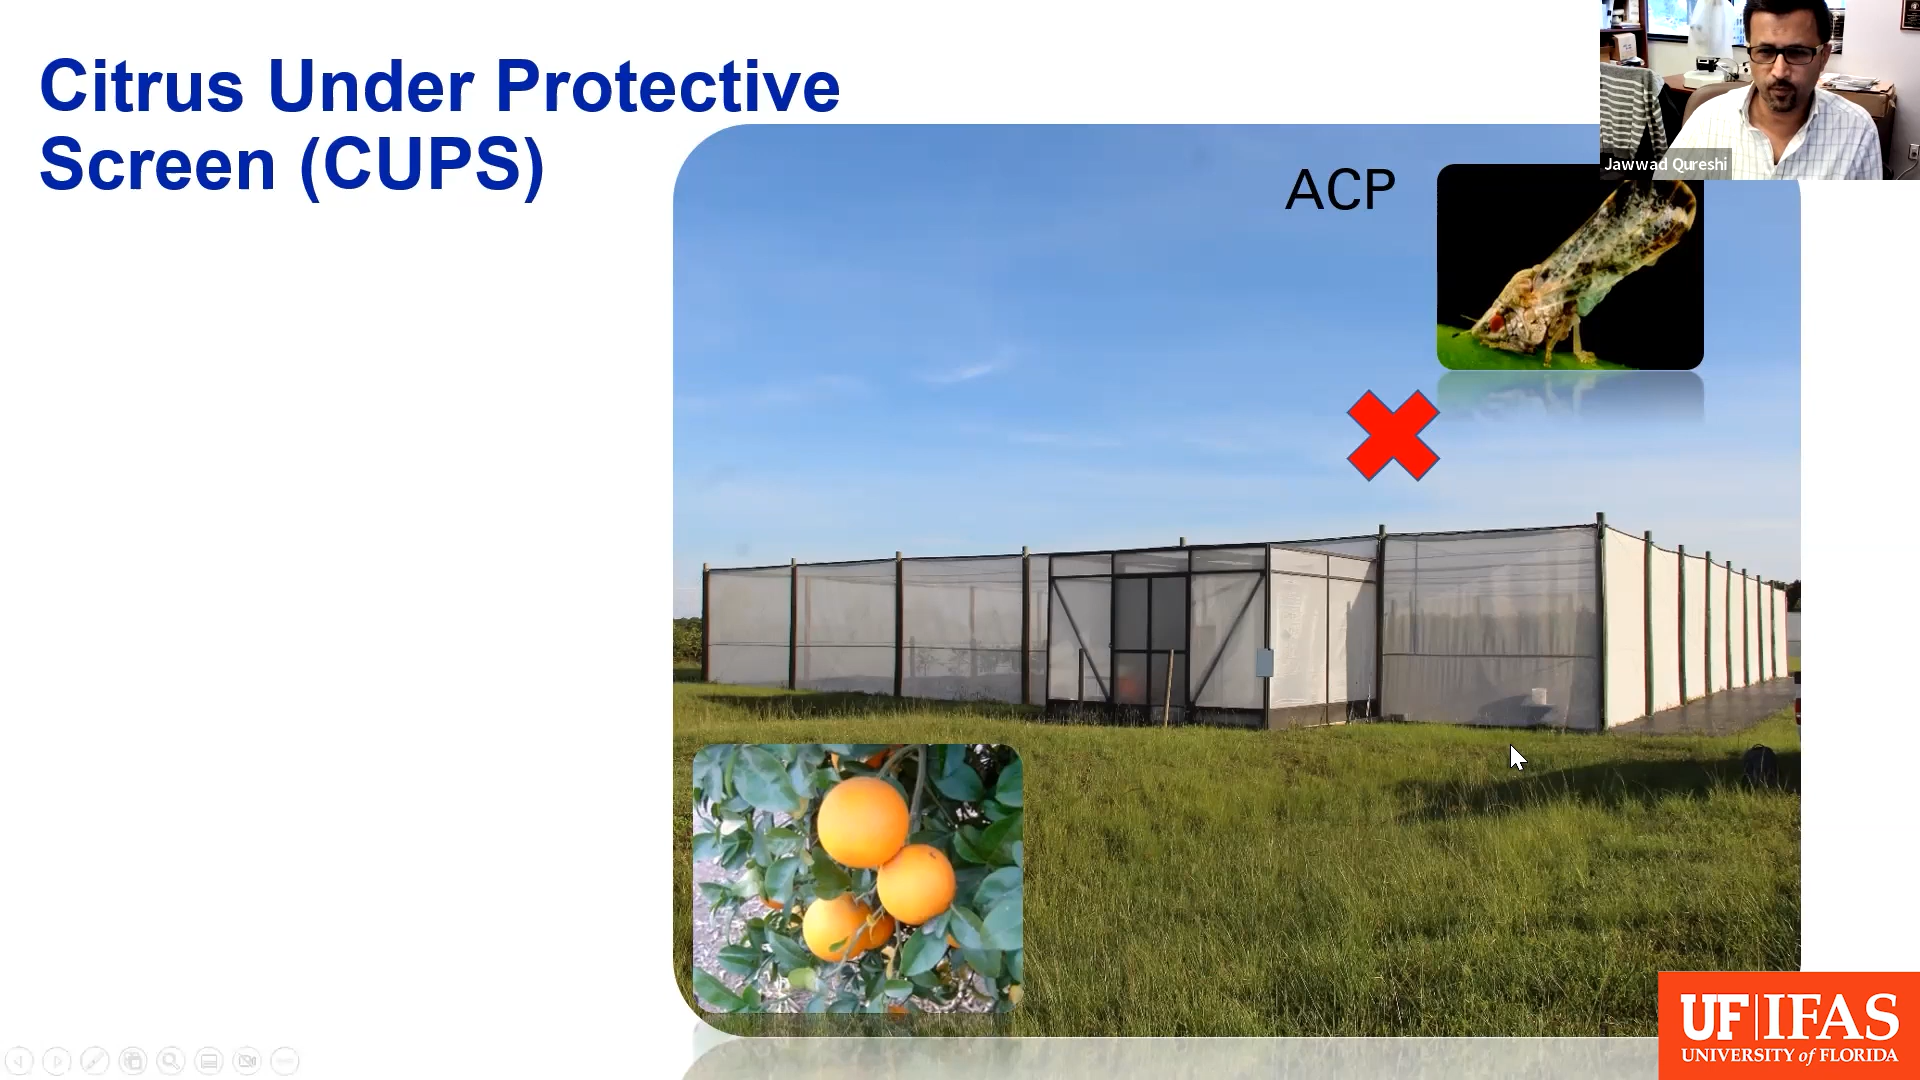 Citrus Under Protective
Screen (CUPS)
ACP
Jawwad Qureshi
UF|IFAS
UNIVERSITY of FLORIDA